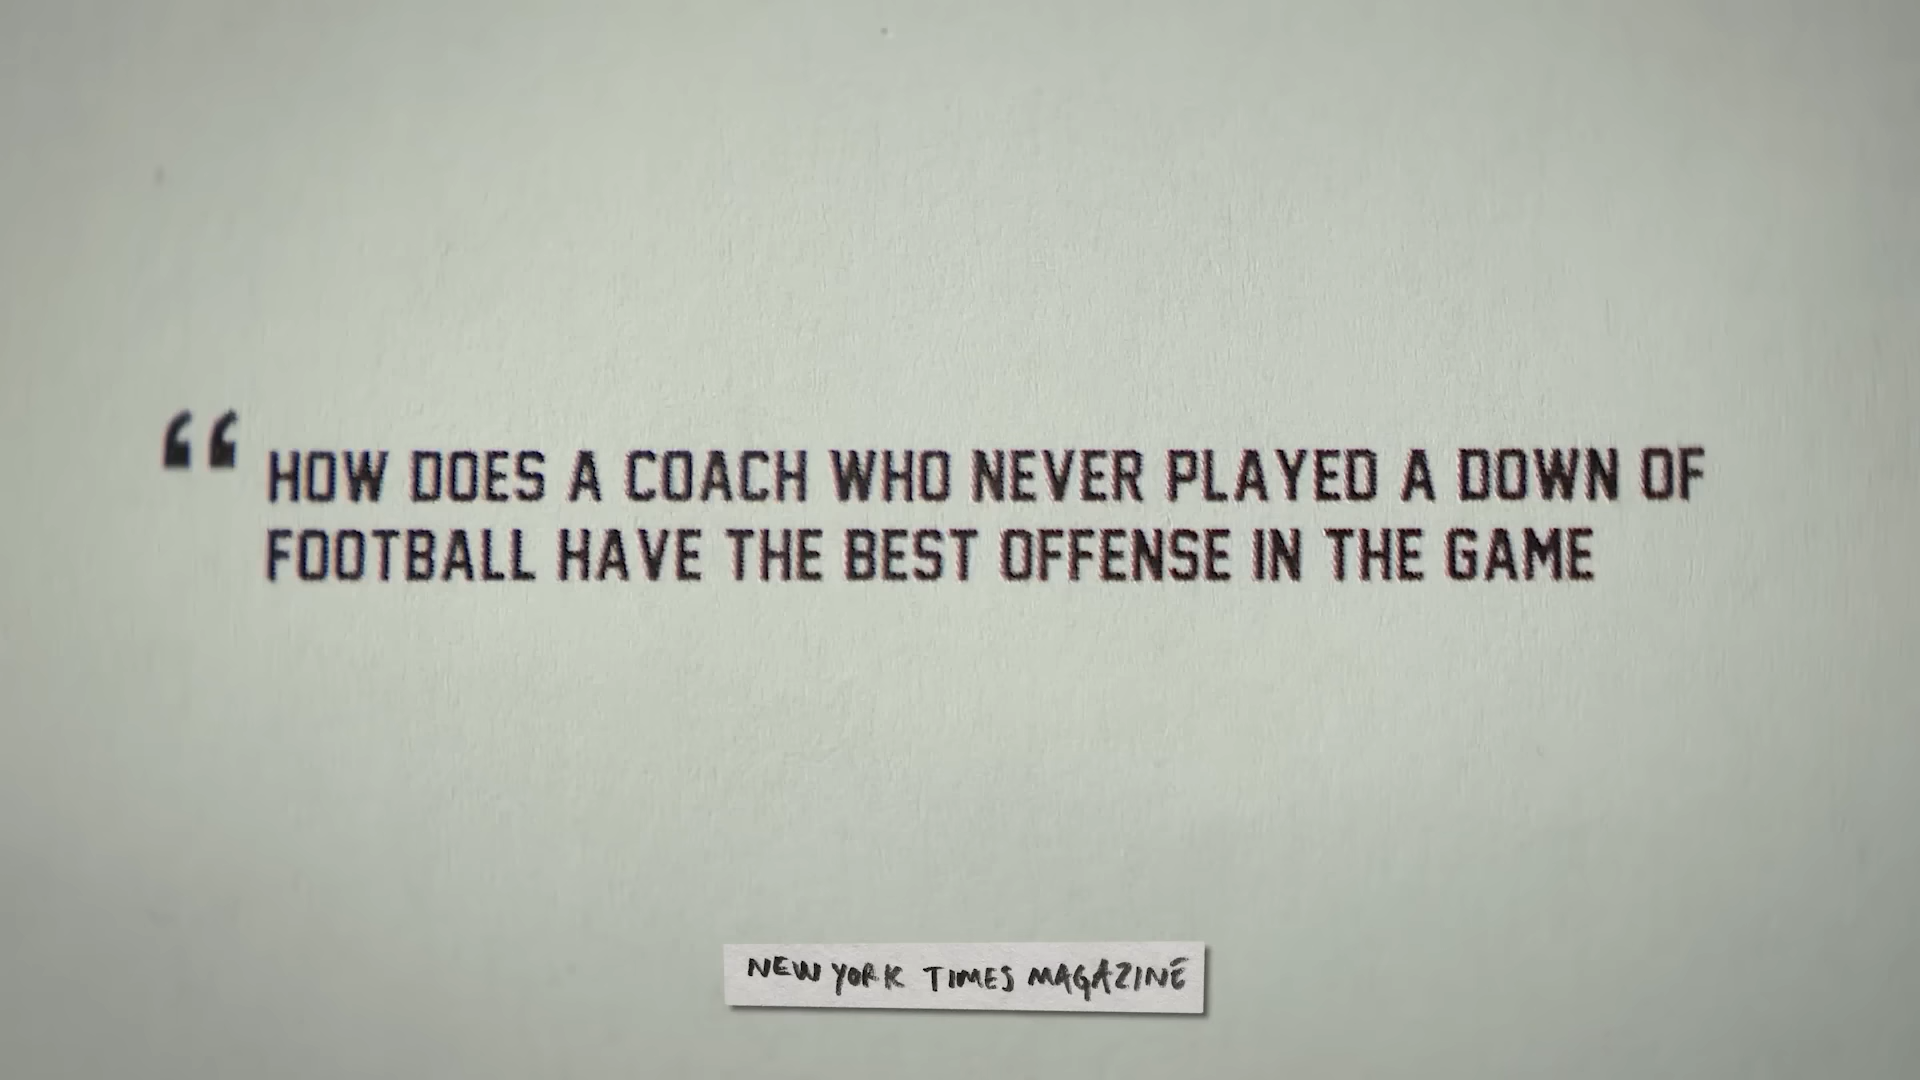 “ HOW DOES A COACH WHO NEVER PLAYED A DOWN OF
FOOTBALL HAVE THE BEST OFFENSE IN THE GAME
NEW YORK TIMES MAGAZINE